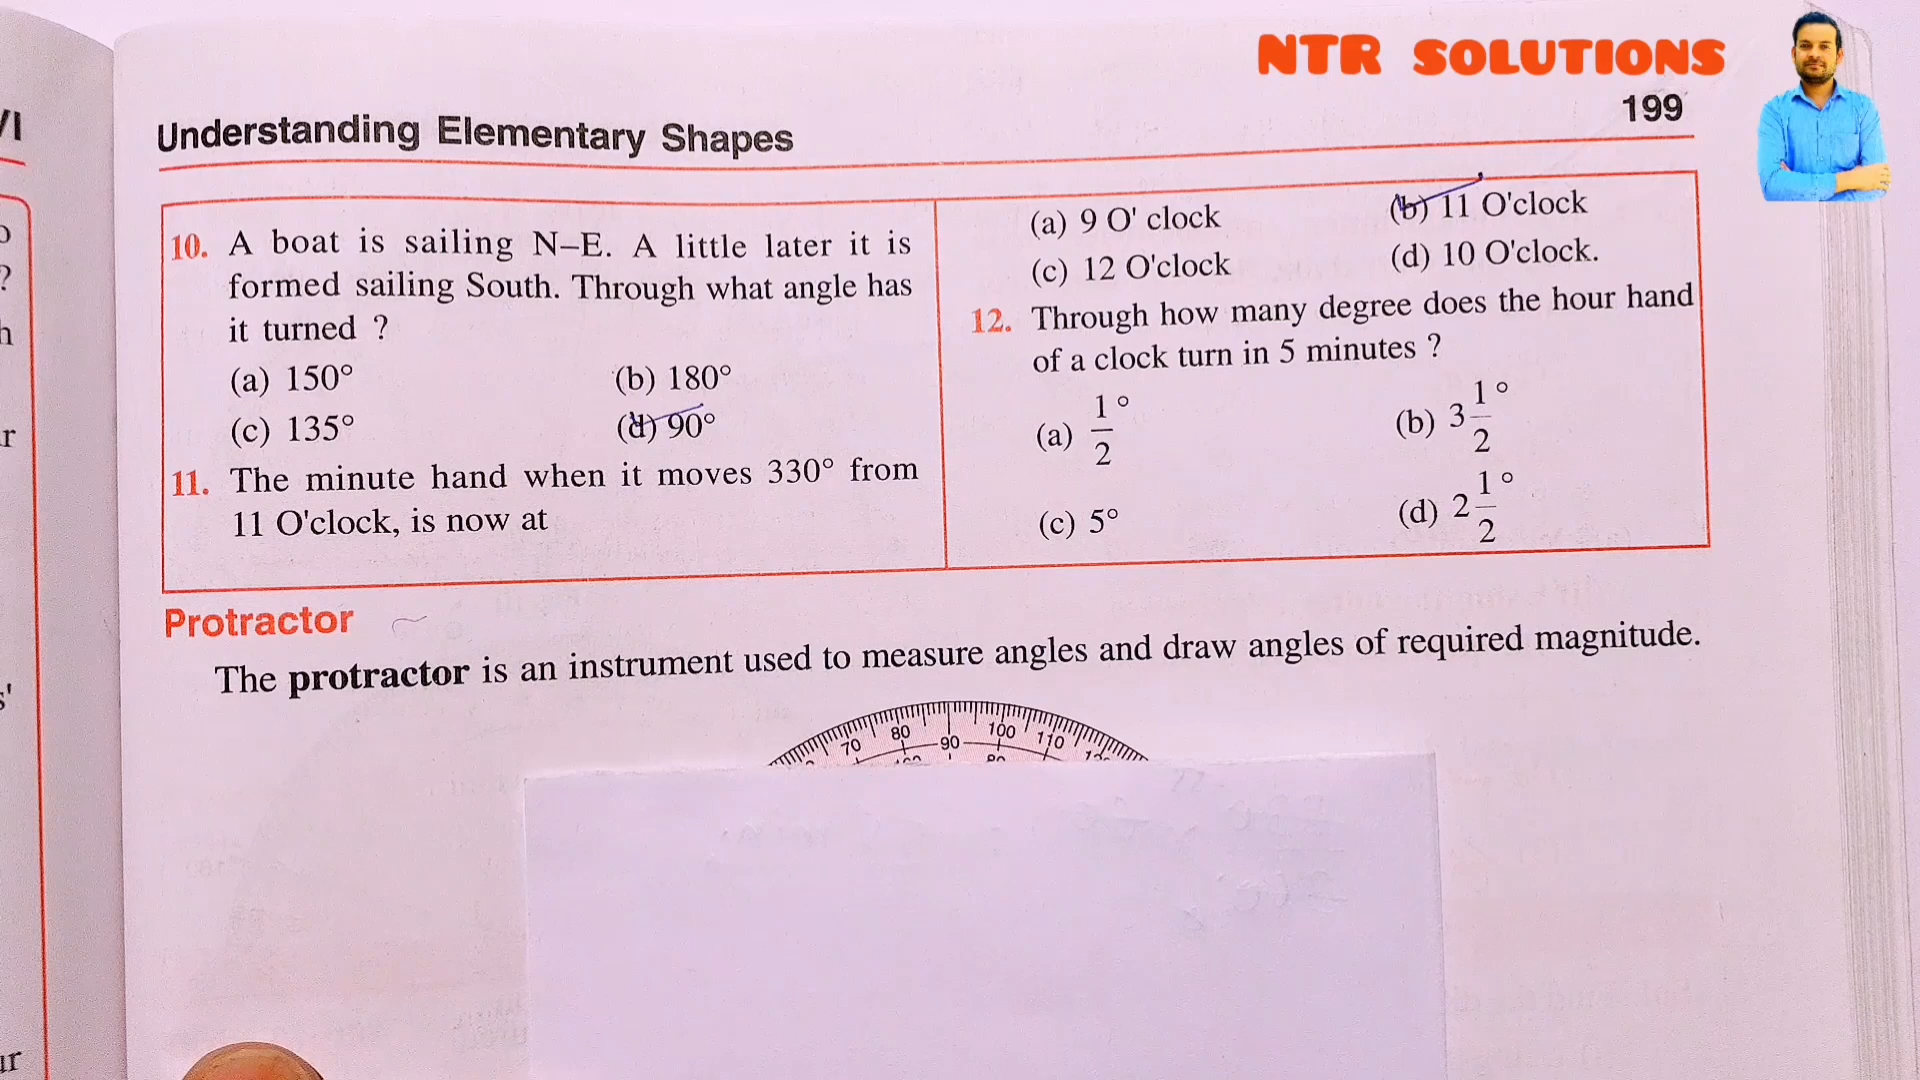 NTR SOLUTIONS
199
Understanding Elementary Shapes
10. A boat is sailing N–E. A little later it is
formed sailing South. Through what angle has
it turned ?
(a) 150° (b) 180°
(c) 135° (d) 90°
11. The minute hand when it moves 330° from
11 O'clock, is now at
(a) 9 O' clock (b) 11 O'clock
(c) 12 O'clock (d) 10 O'clock.
12. Through how many degree does the hour hand
of a clock turn in 5 minutes ?
(a) 1/2° (b) 3 1/2°
(c) 5° (d) 2 1/2°
Protractor
The protractor is an instrument used to measure angles and draw angles of required magnitude.
70 80 90 100 110